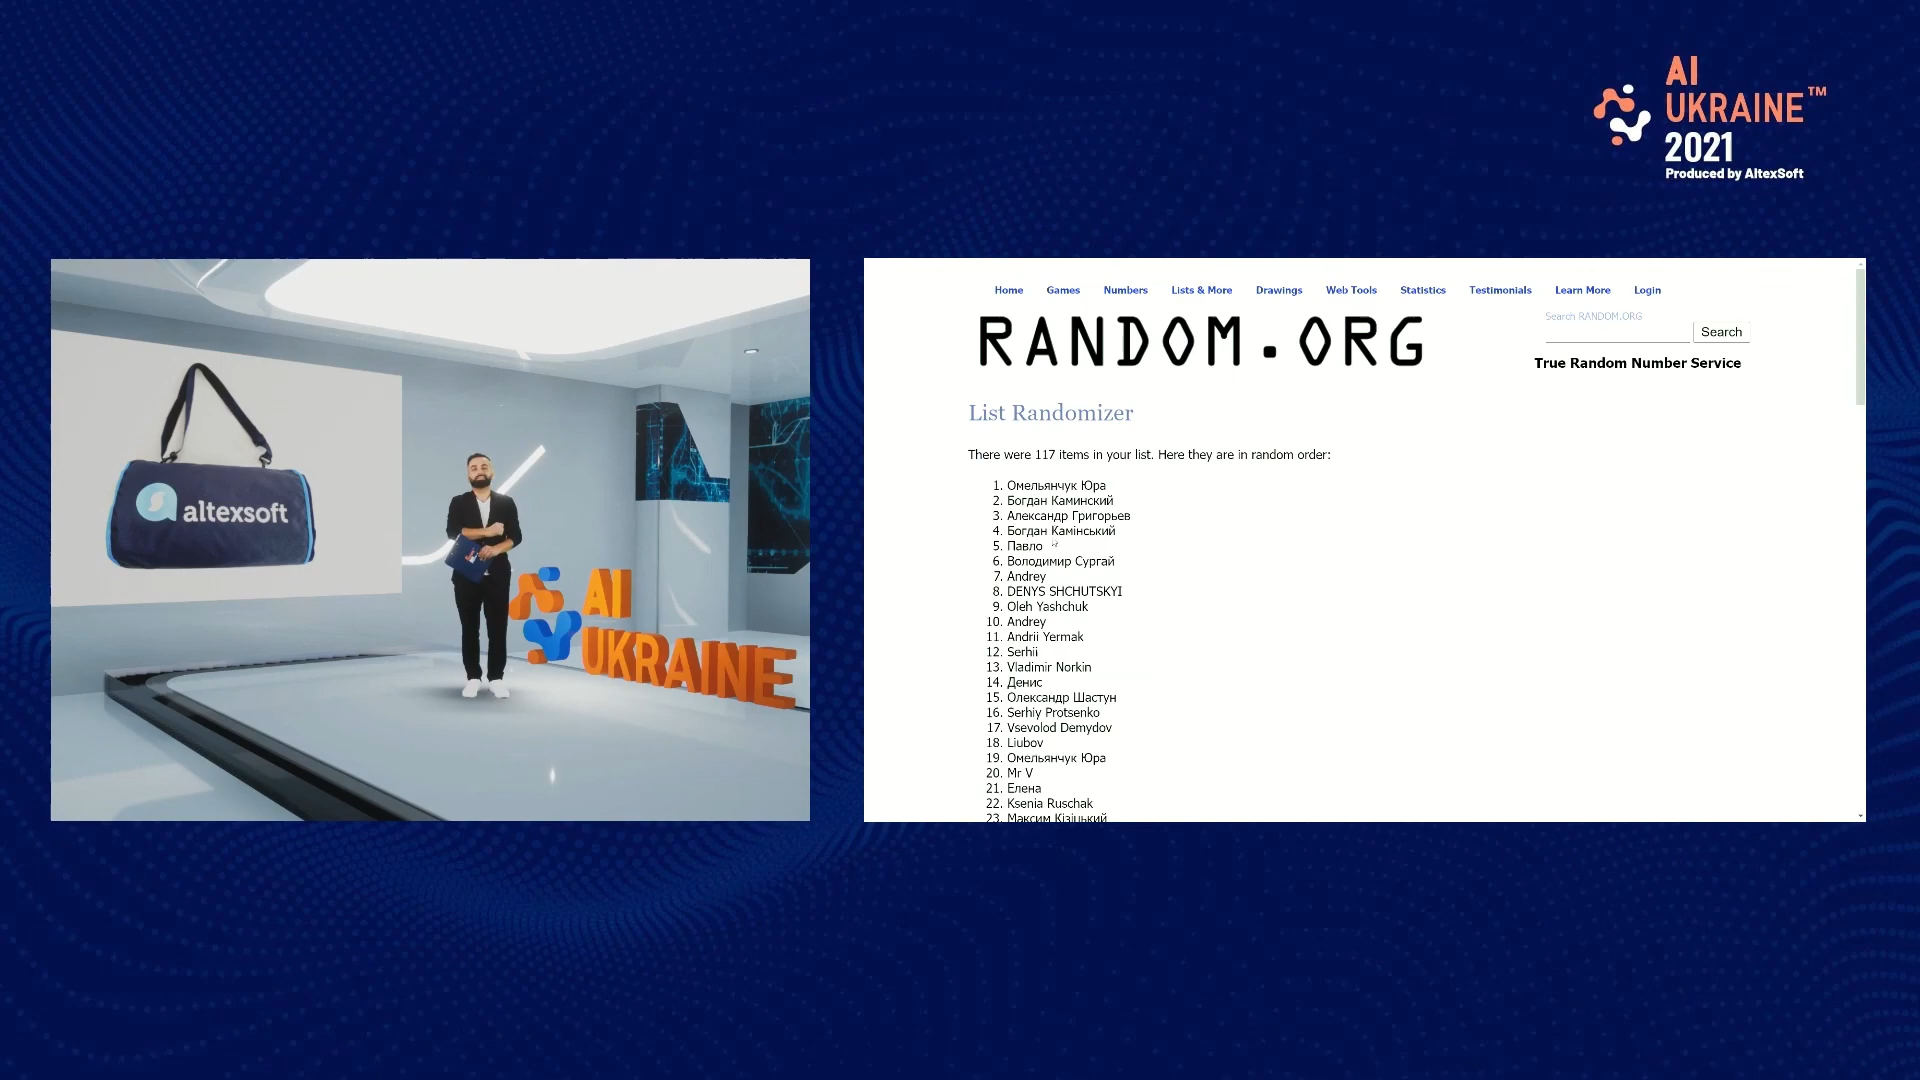 AI
UKRAINE™
2021
Produced by AltexSoft
altexsoft
AI
UKRAINE
Home Games Numbers Lists & More Drawings Web Tools Statistics Testimonials Learn More Login
RANDOM.ORG
Search RANDOM.ORG
Search
True Random Number Service
List Randomizer
There were 117 items in your list. Here they are in random order:
1. Омельянчук Юра
2. Богдан Каминский
3. Александр Григорьев
4. Богдан Камінський
5. Павло
6. Володимир Сургай
7. Andrey
8. DENYS SHCHUTSKYI
9. Oleh Yashchuk
10. Andrey
11. Andrii Yermak
12. Serhii
13. Vladimir Norkin
14. Денис
15. Олександр Шастун
16. Serhiy Protsenko
17. Vsevolod Demydov
18. Liubov
19. Омельянчук Юра
20. Mr V
21. Елена
22. Ksenia Ruschak
23. Максим Кізіцький